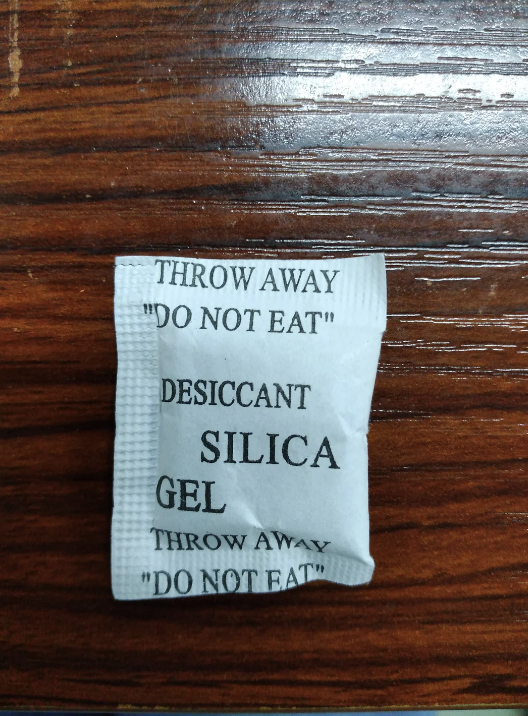 THROW AWAY
"DO NOT EAT"
DESICCANT
SILICA
GEL
THROW AWAY
"DO NOT EAT"